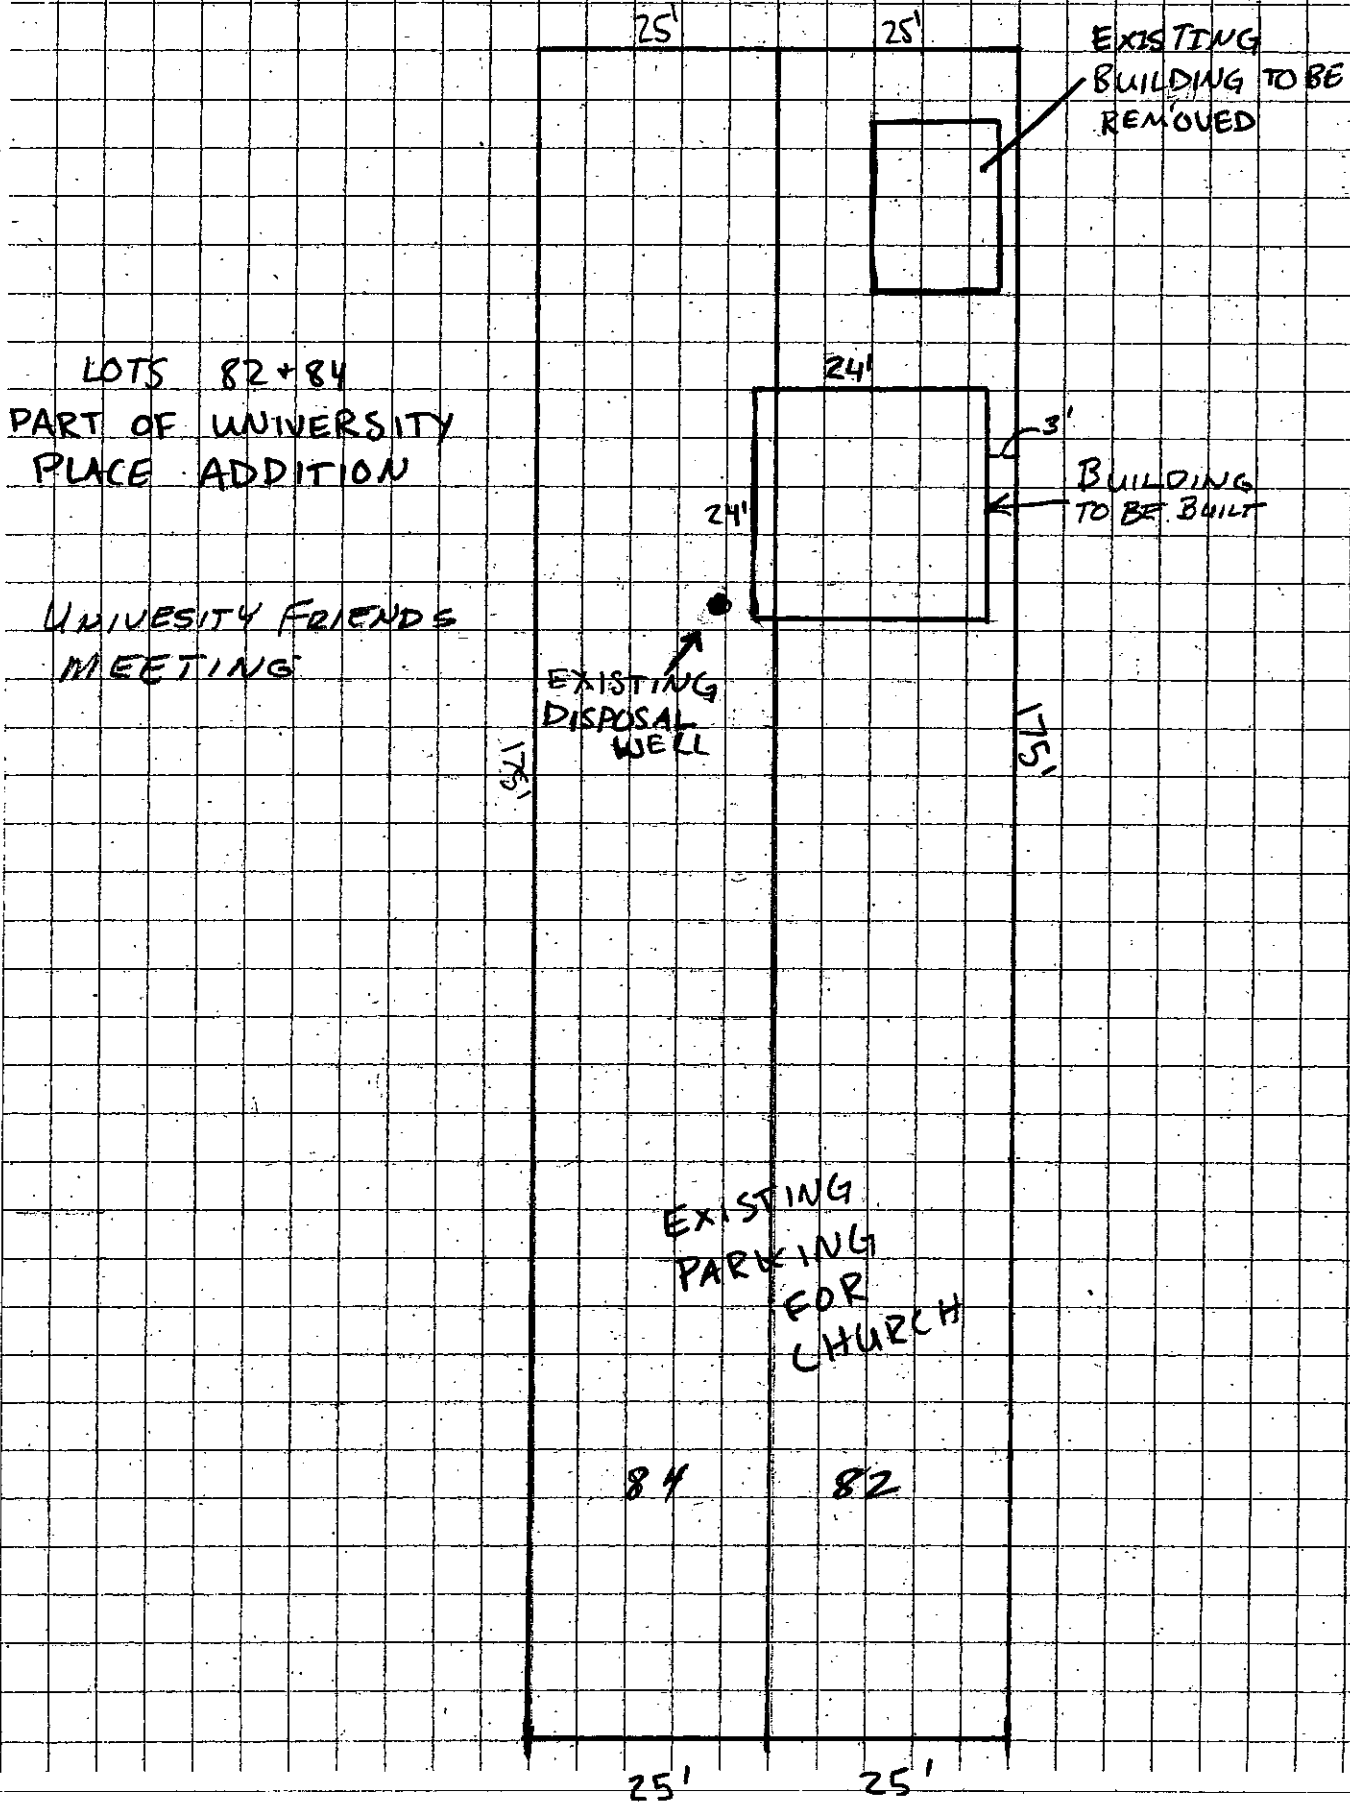 25'
25'
EXISTING
BUILDING TO BE
REMOVED
LOTS 82 + 84
PART OF UNIVERSITY
PLACE ADDITION
24'
3'
24'
BUILDING
TO BE BUILT
UNIVESITY FRIENDS
MEETING
EXISTING
DISPOSAL
WELL
175'
175'
EXISTING
PARKING
FOR
CHURCH
84
82
25'
25'